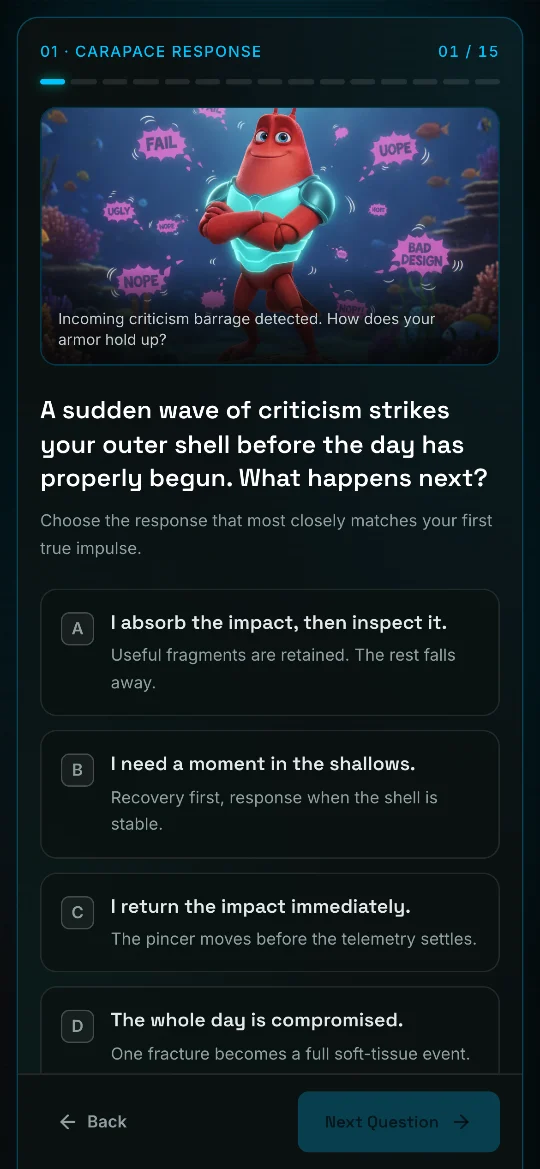 01 · CARAPACE RESPONSE
01 / 15
FAIL
UOPE
UGLY
NOPE
BAD
DESIGN
NOPE
Incoming criticism barrage detected. How does your
armor hold up?
A sudden wave of criticism strikes
your outer shell before the day has
properly begun. What happens next?
Choose the response that most closely matches your first
true impulse.
A
I absorb the impact, then inspect it.
Useful fragments are retained. The rest falls
away.
B
I need a moment in the shallows.
Recovery first, response when the shell is
stable.
C
I return the impact immediately.
The pincer moves before the telemetry settles.
D
The whole day is compromised.
One fracture becomes a full soft-tissue event.
← Back
Next Question →